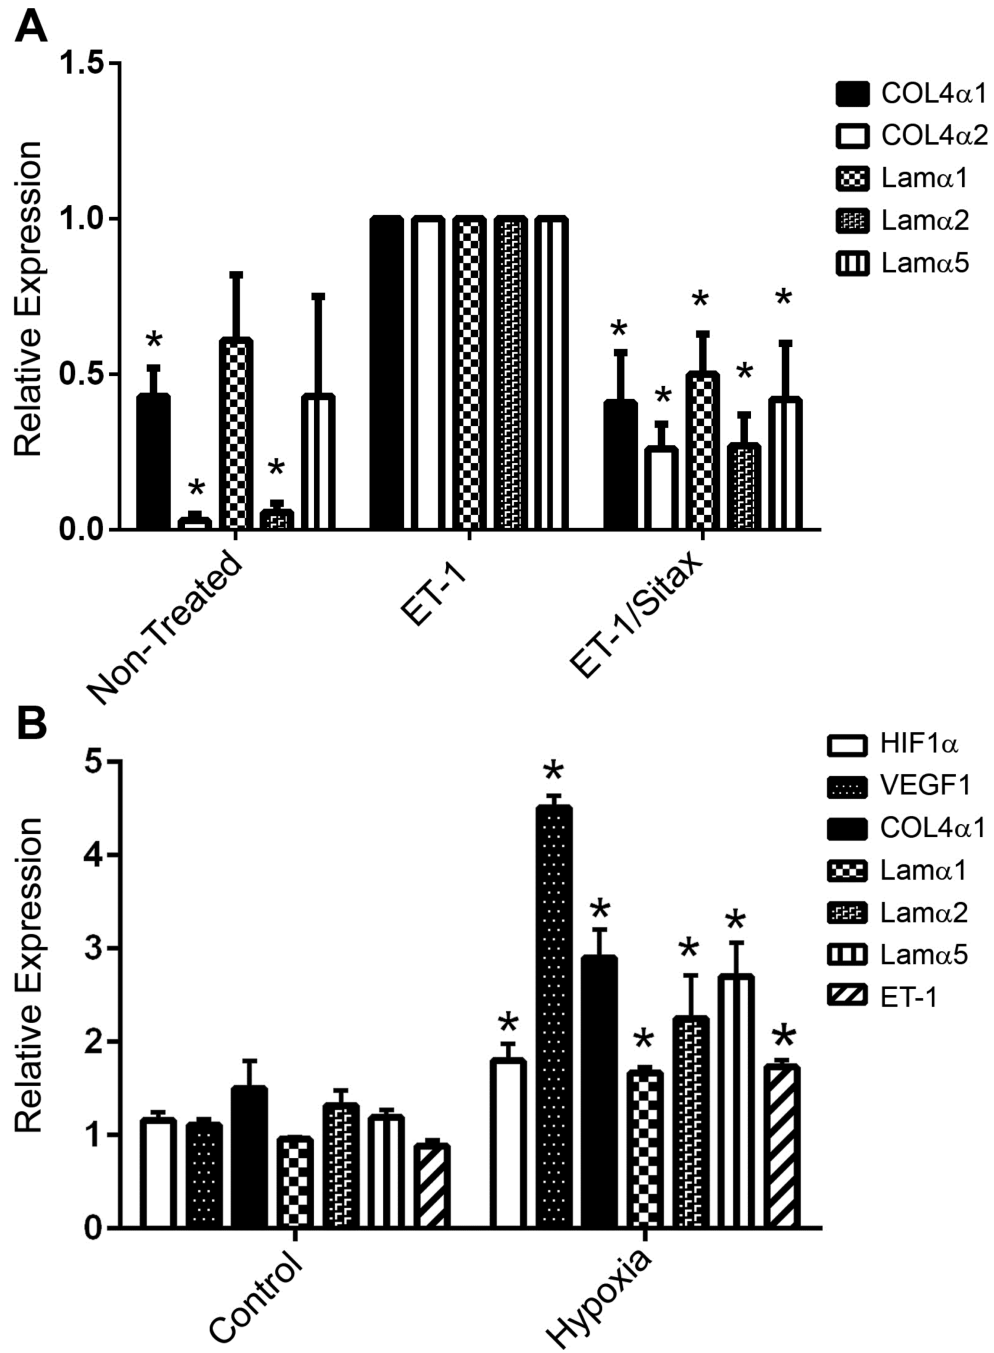 A
Relative Expression
1.5
1.0
0.5
0.0
* * * * * * * *
COL4α1
COL4α2
Lamα1
Lamα2
Lamα5
Non-Treated
ET-1
ET-1/Sitax
B
Relative Expression
5
4
3
2
1
0
* * * * * * *
HIF1α
VEGF1
COL4α1
Lamα1
Lamα2
Lamα5
ET-1
Control
Hypoxia